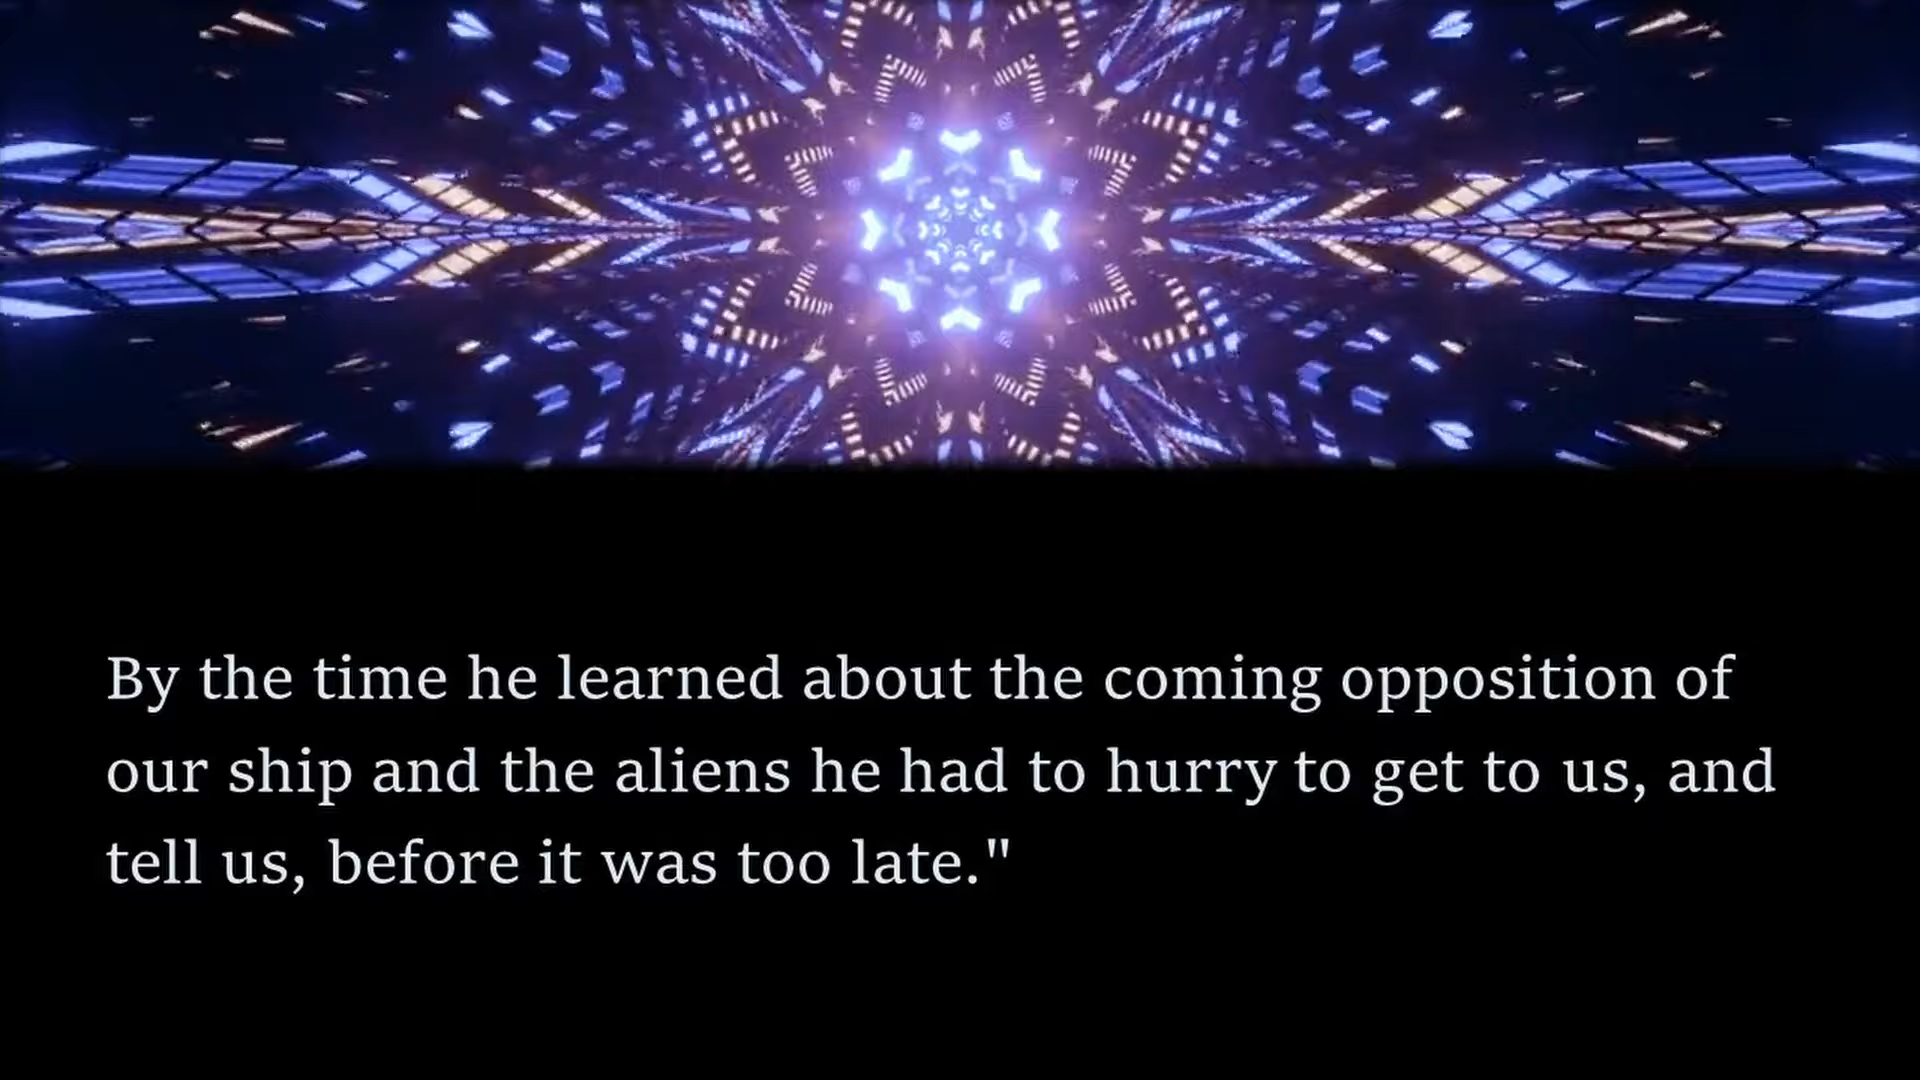 By the time he learned about the coming opposition of
our ship and the aliens he had to hurry to get to us, and
tell us, before it was too late."